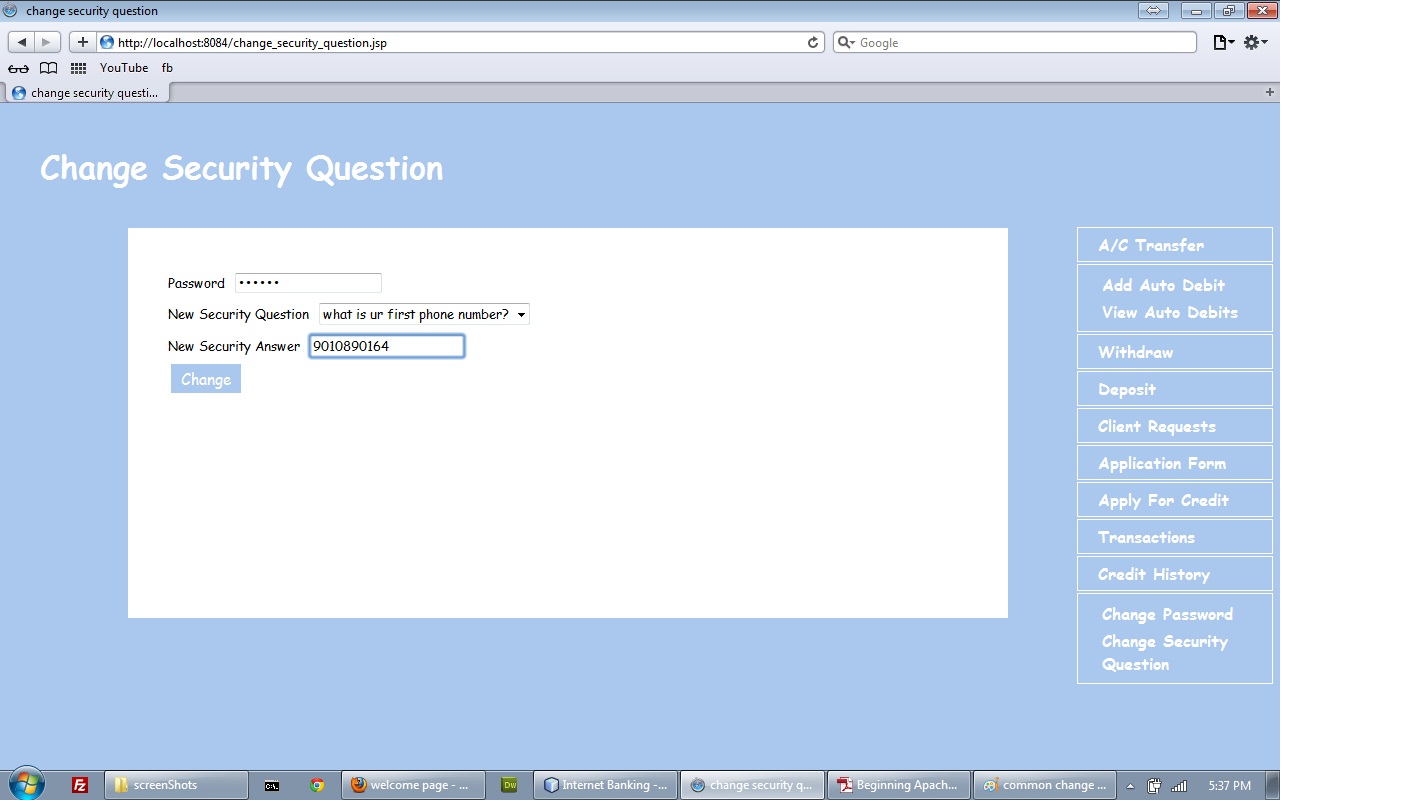 change security question
http://localhost:8084/change_security_question.jsp
Google
YouTube fb
change security questi...
Change Security Question
Password ••••••
New Security Question what is ur first phone number?
New Security Answer 9010890164
Change
A/C Transfer
Add Auto Debit
View Auto Debits
Withdraw
Deposit
Client Requests
Application Form
Apply For Credit
Transactions
Credit History
Change Password
Change Security
Question
screenShots
welcome page - ...
Dw
Internet Banking -...
change security q...
Beginning Apach...
common change ...
5:37 PM